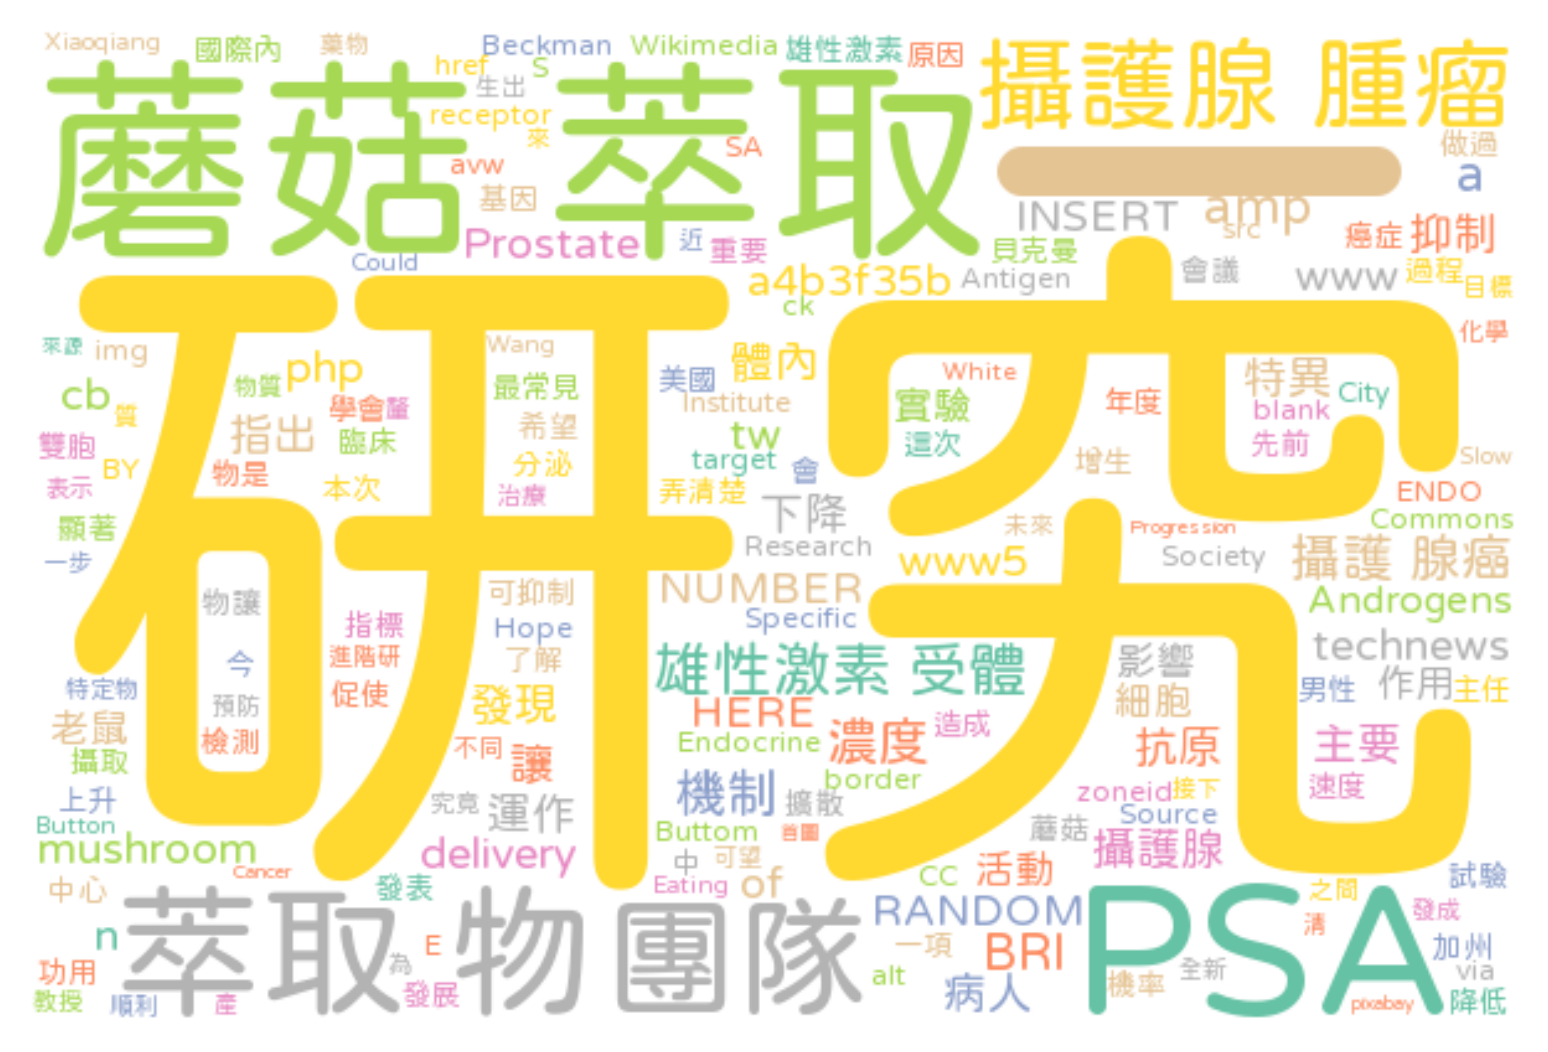 Xiaoqiang 國際內 藥物 Beckman Wikimedia 雄性激素 原因
href S 生出
蘑菇萃取
攝護腺 腫瘤
receptor 來
avw SA 基因
做過 a
一
INSERT amp src
Prostate 近 重要 Could
貝克曼 癌症 抑制
a4b3f35b Antigen 會議 www 過程 目標
ck 化學
研究
來源 img Wang
php 美國 體內
White 特異 City
cb 物質 質 學會 釐 最常見 Institute 實驗 年度 blank
雙胞 指出 臨床 希望 tw 這次 先前
BY 物是 分泌 target 會 增生 Slow
表示 本次 治療 弄清楚 ENDO
顯著 下降 未來 Progression Commons
一步 Research www5 Society 攝護 腺癌
物讓 可抑制 NUMBER Androgens
指標 Hope Specific technews
今 進階研 了解 雄性激素 受體 影響
特定物 預防 促使 發現 HERE 細胞 男性 作用 主任
老鼠 檢測 不同 讓 Endocrine 濃度 造成 抗原 主要
攝取 機制 border zoneid 接下 速度
上升 究竟 運作 擴散 Source
Button Buttom 首圖 蘑菇 攝護腺
mushroom delivery 中 可望
Cancer 發表 Eating of CC 活動 之間 試驗
中心
萃取物 團隊 RANDOM PSA 清 發成
n E 一項 BRI 加州
功用 為 alt 病人 機率 全新 via
教授 順利 產 發展 pixabay 降低